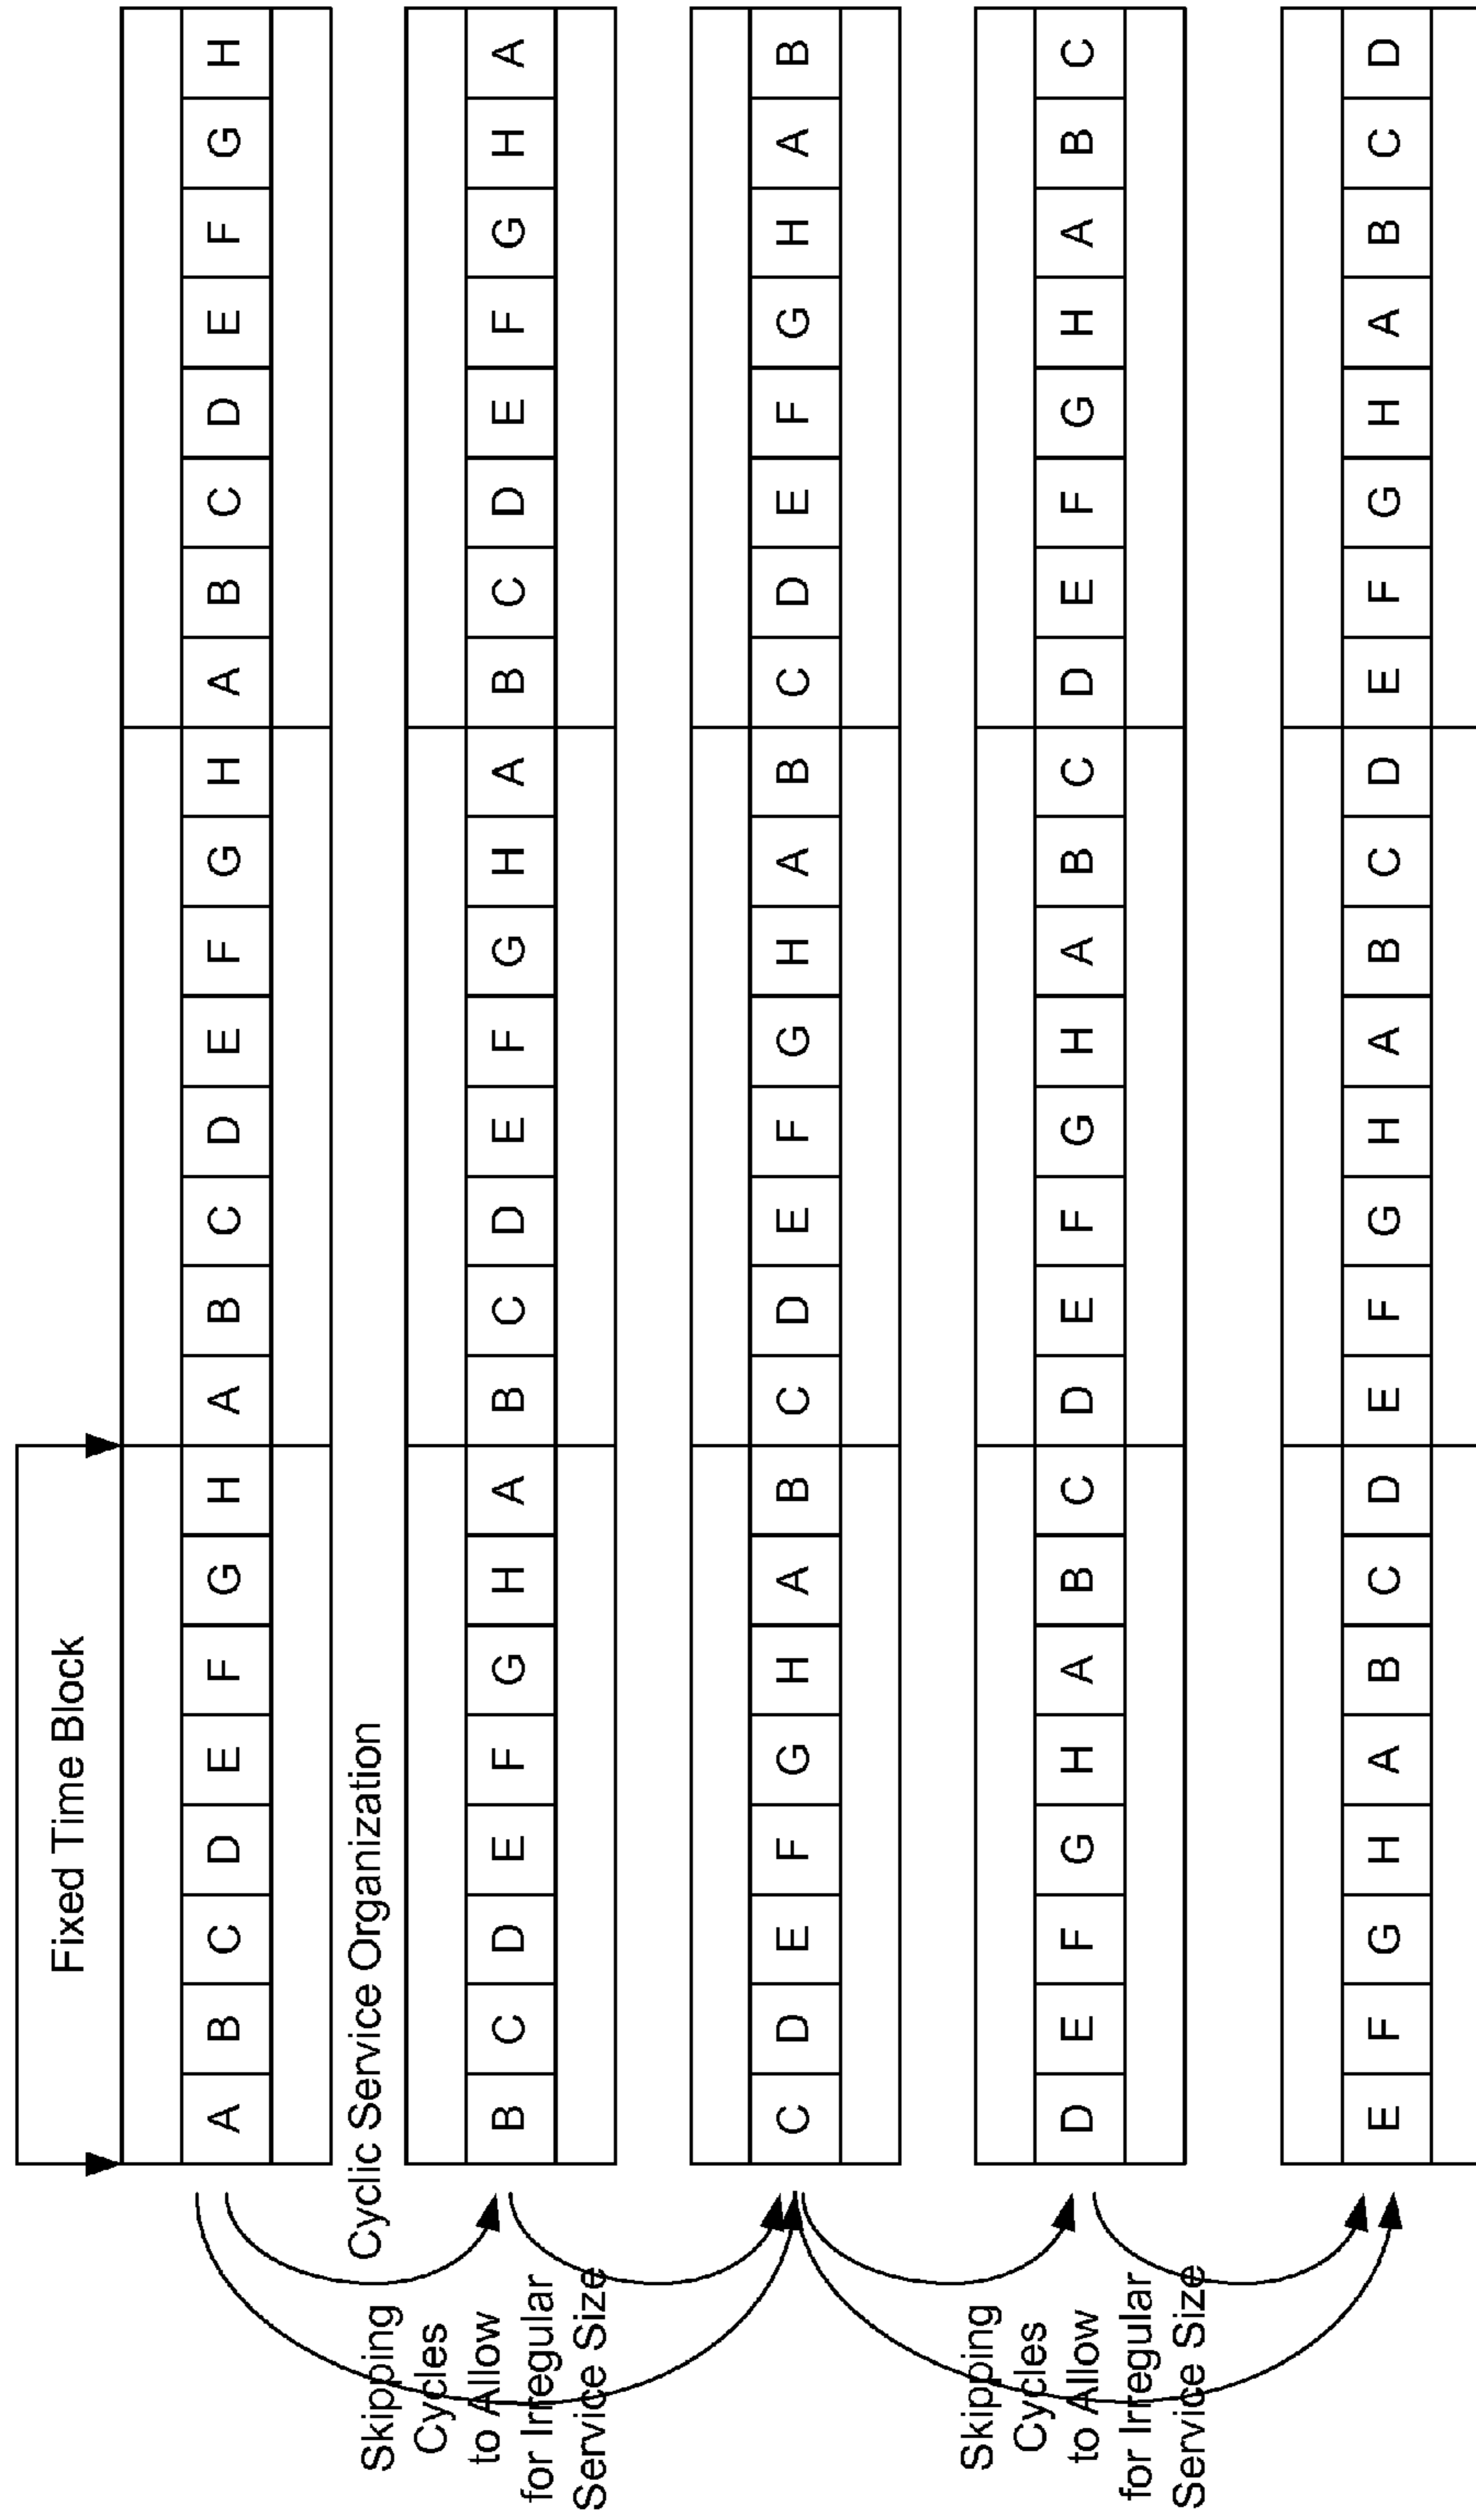 Fixed Time Block
A B C D E F G H A B C D E F G H A B C D E F G H
Cyclic Service Organization
B C D E F G H A B C D E F G H A B C D E F G H A
Skipping
Cycles
to Allow
for Irregular
Service Size
C D E F G H A B C D E F G H A B C D E F G H A B
D E F G H A B C D E F G H A B C D E F G H A B C
Skipping
Cycles
to Allow
for Irregular
Service Size
E F G H A B C D E F G H A B C D E F G H A B C D